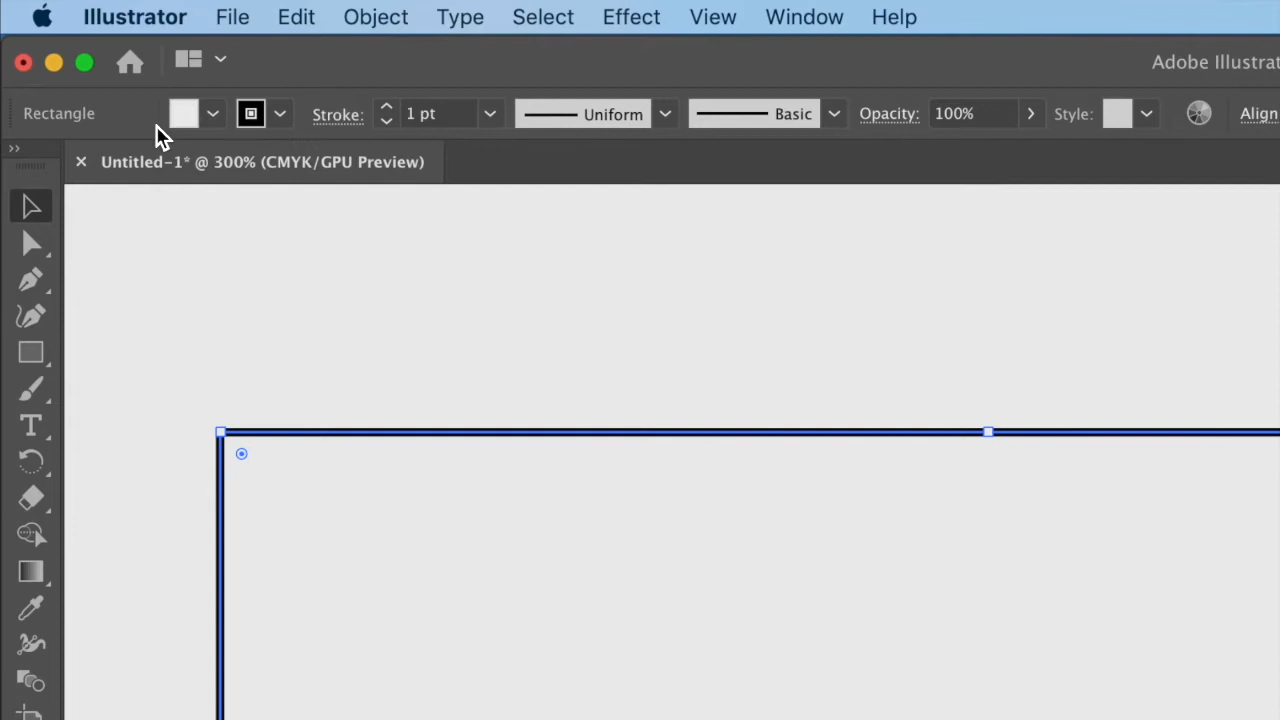 Illustrator File Edit Object Type Select Effect View Window Help
Adobe Illustrat
Rectangle Stroke: 1 pt Uniform Basic Opacity: 100% Style: Align
Untitled-1* @ 300% (CMYK/GPU Preview)